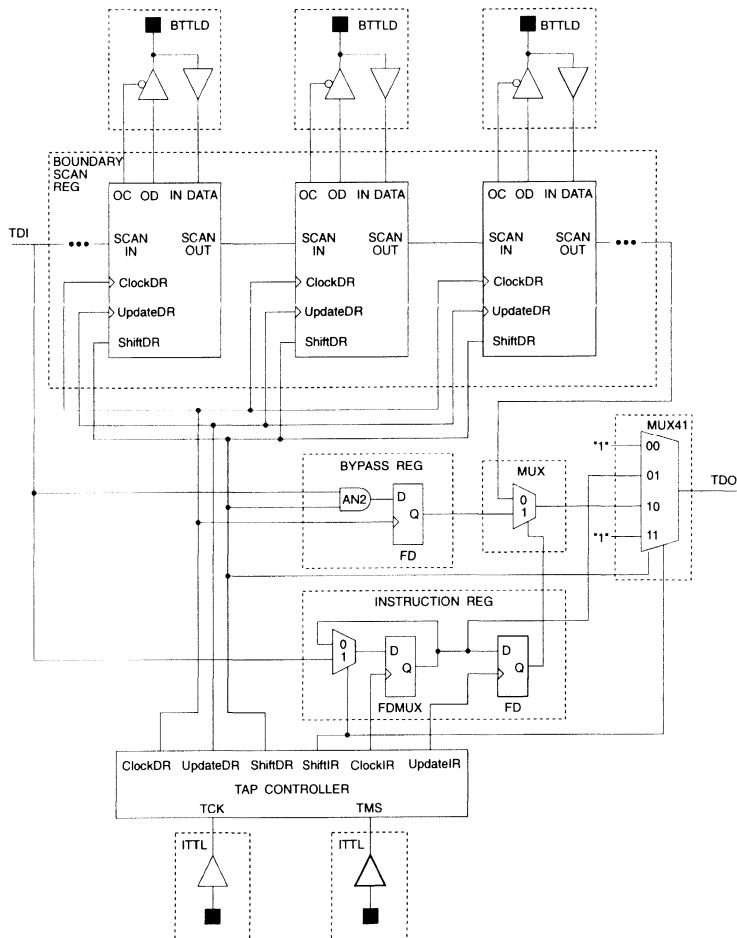 BTTLD
BTTLD
BTTLD
BOUNDARY
SCAN
REG
OC OD IN DATA
OC OD IN DATA
OC OD IN DATA
TDI
•••
SCAN
IN
SCAN
OUT
SCAN
IN
SCAN
OUT
SCAN
IN
SCAN
OUT
•••
ClockDR
UpdateDR
ShiftDR
ClockDR
UpdateDR
ShiftDR
ClockDR
UpdateDR
ShiftDR
MUX41
"1"
00
01
10
"1"
11
TDO
BYPASS REG
AN2
D
Q
FD
MUX
0
1
INSTRUCTION REG
0
1
D
Q
FDMUX
D
Q
FD
ClockDR UpdateDR ShiftDR ShiftIR ClockIR UpdateIR
TAP CONTROLLER
TCK TMS
ITTL
ITTL